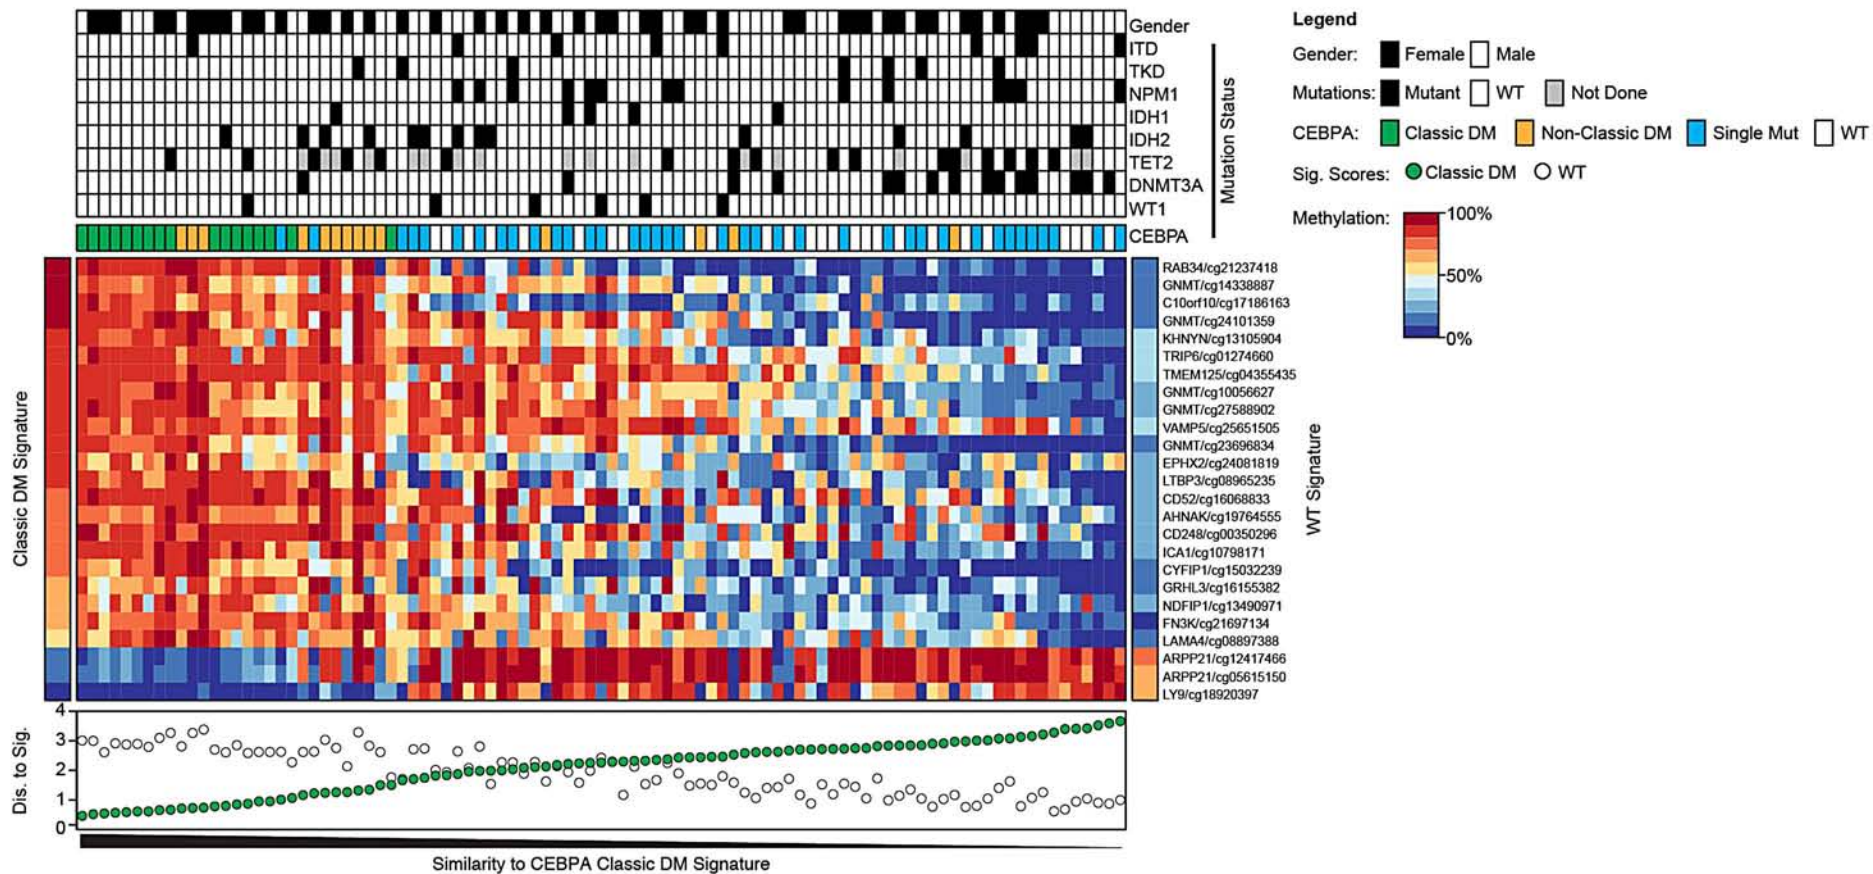 Gender
ITD
TKD
NPM1
IDH1
IDH2
TET2
DNMT3A
WT1
CEBPA
Mutation Status
Legend
Gender: Female Male
Mutations: Mutant WT Not Done
CEBPA: Classic DM Non-Classic DM Single Mut WT
Sig. Scores: Classic DM WT
Methylation: 100%
50%
0%
Classic DM Signature
RAB34/cg21237418
GNMT/cg14338887
C10orf10/cg17186163
GNMT/cg24101359
KHNYN/cg13105904
TRIP6/cg01274660
TMEM125/cg04355435
GNMT/cg10056627
GNMT/cg27588902
VAMP5/cg25651505
GNMT/cg23696834
EPHX2/cg24081819
LTBP3/cg08965235
CD52/cg16068833
AHNAK/cg19764555
CD248/cg00350296
ICA1/cg10798171
CYFIP1/cg15032239
GRHL3/cg16155382
NDFIP1/cg13490971
FN3K/cg21697134
LAMA4/cg08897388
ARPP21/cg12417466
ARPP21/cg05615150
LY9/cg18920397
WT Signature
Dis. to Sig.
4
3
2
1
0
Similarity to CEBPA Classic DM Signature